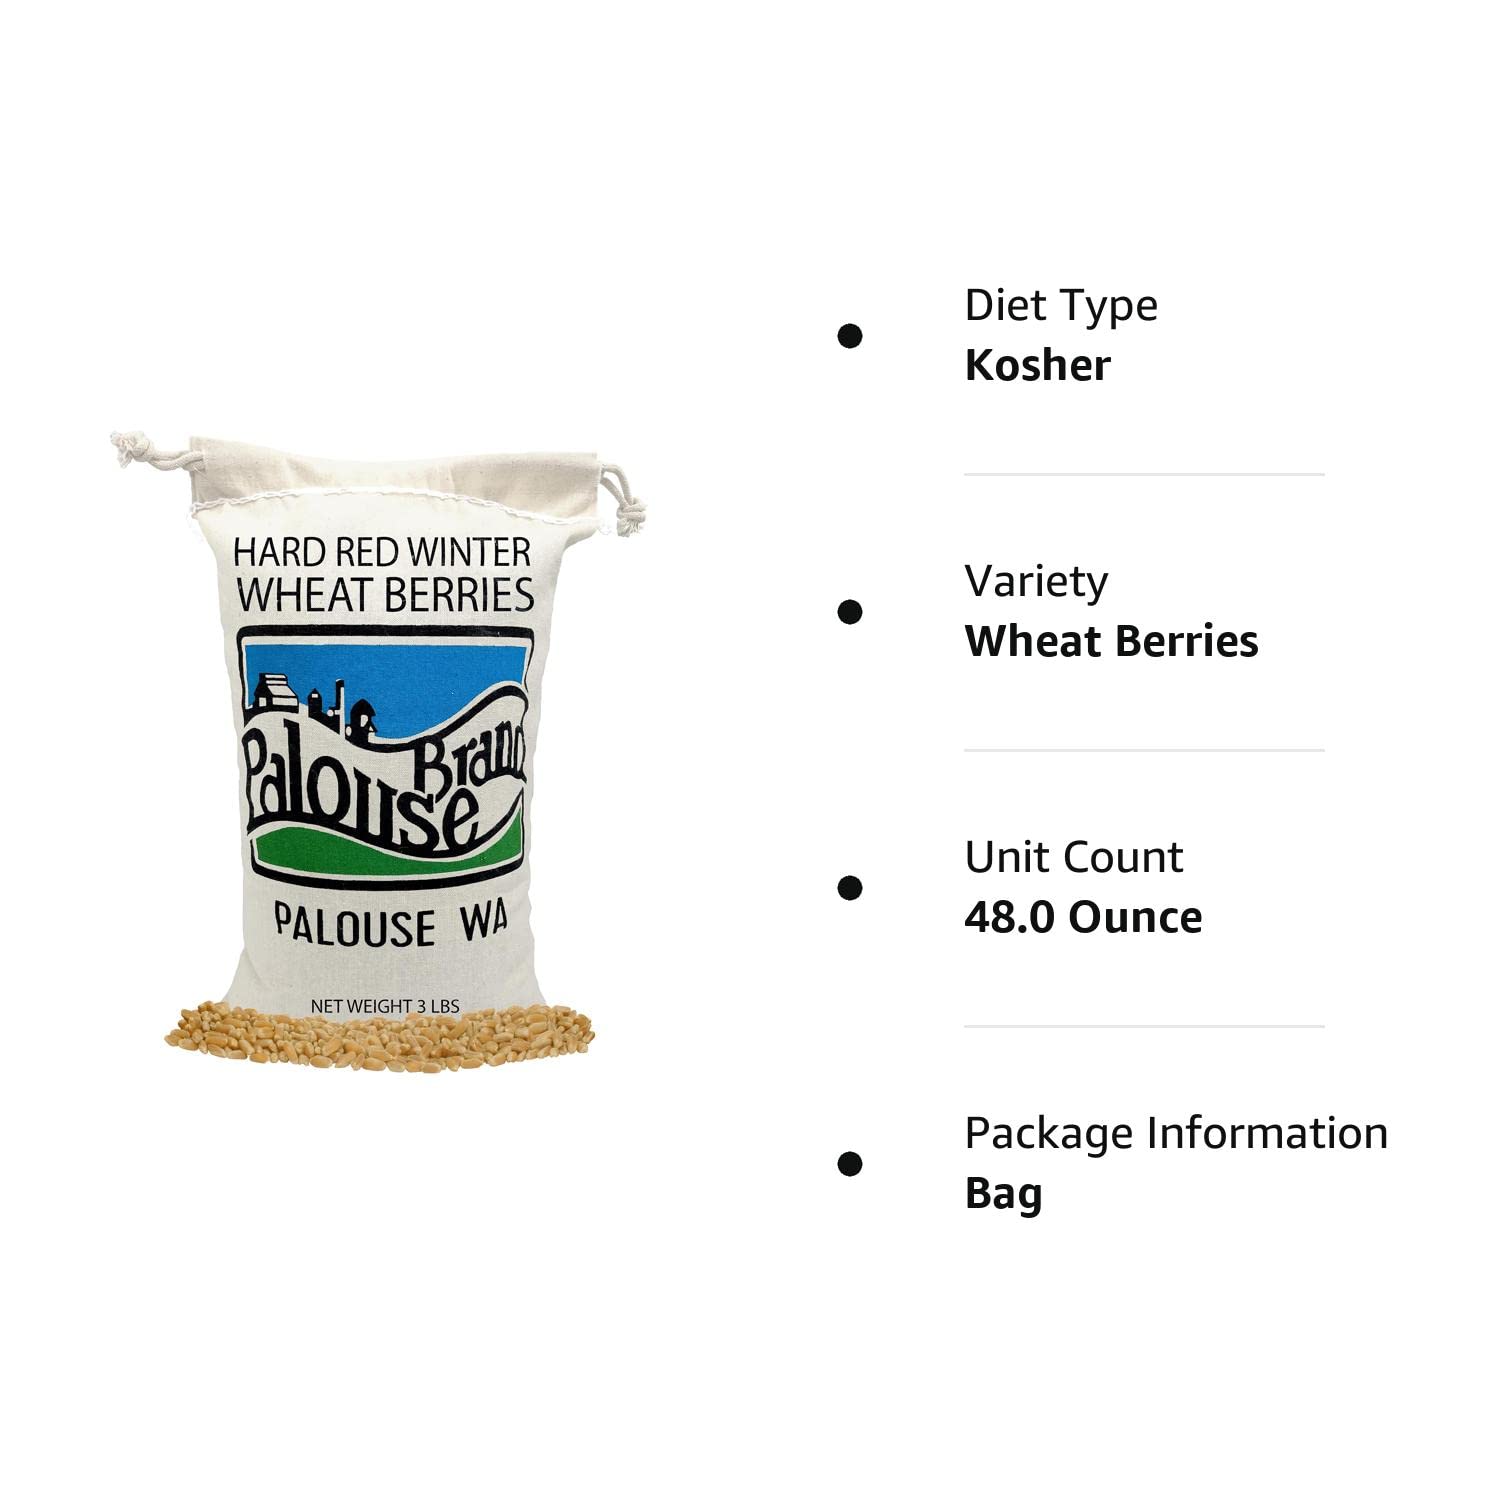 HARD RED WINTER
WHEAT BERRIES
Palouse Brand
PALOUSE WA
NET WEIGHT 3 LBS
Diet Type
Kosher
Variety
Wheat Berries
Unit Count
48.0 Ounce
Package Information
Bag